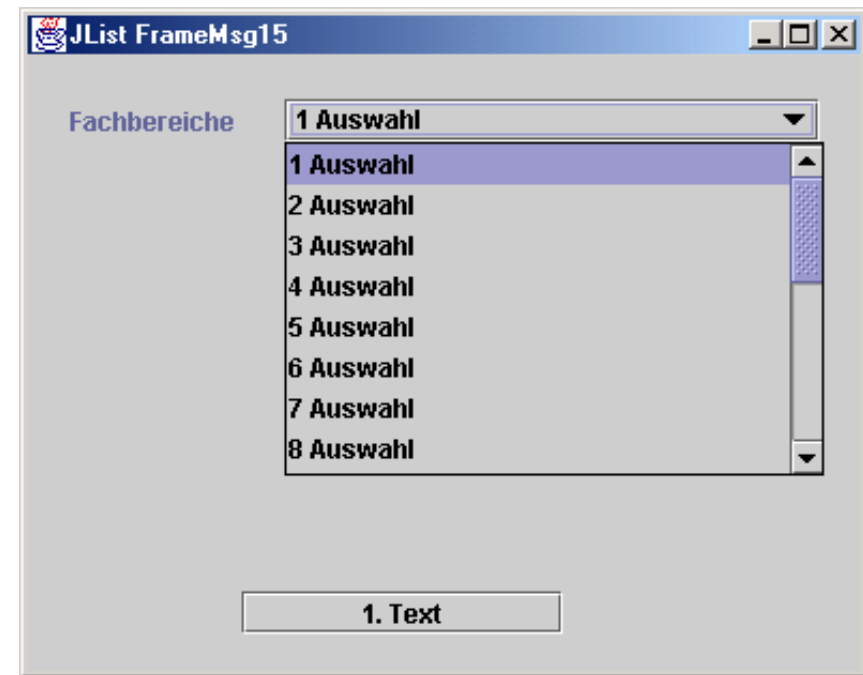 JList FrameMsg15
Fachbereiche
1 Auswahl
1 Auswahl
2 Auswahl
3 Auswahl
4 Auswahl
5 Auswahl
6 Auswahl
7 Auswahl
8 Auswahl
1. Text